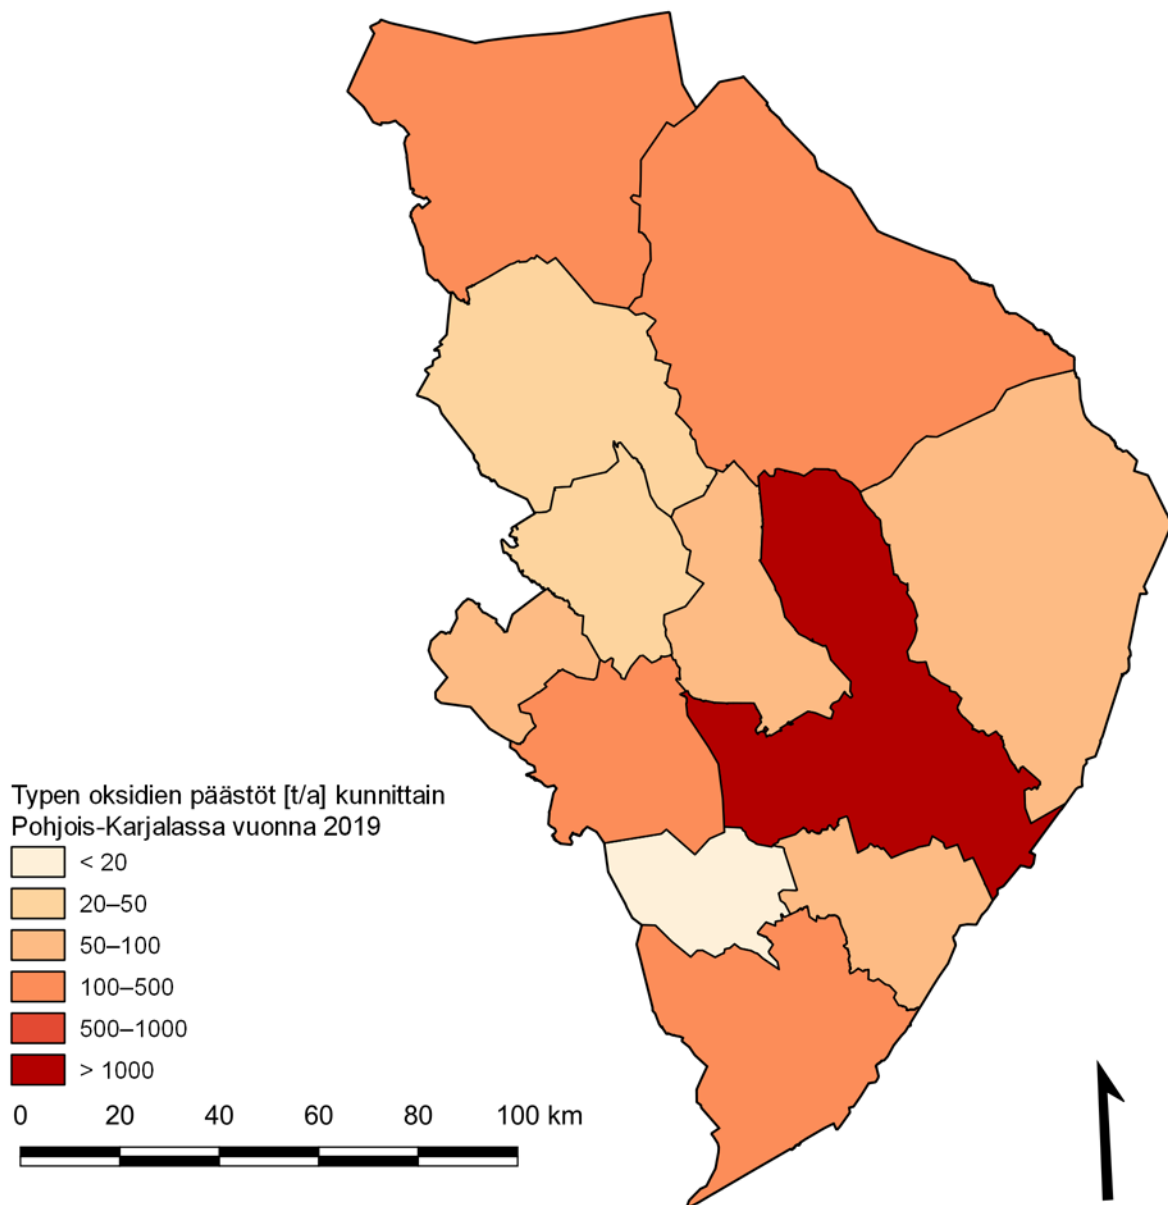 Typen oksidien päästöt [t/a] kunnittain
Pohjois-Karjalassa vuonna 2019
< 20
20–50
50–100
100–500
500–1000
> 1000
0 20 40 60 80 100 km